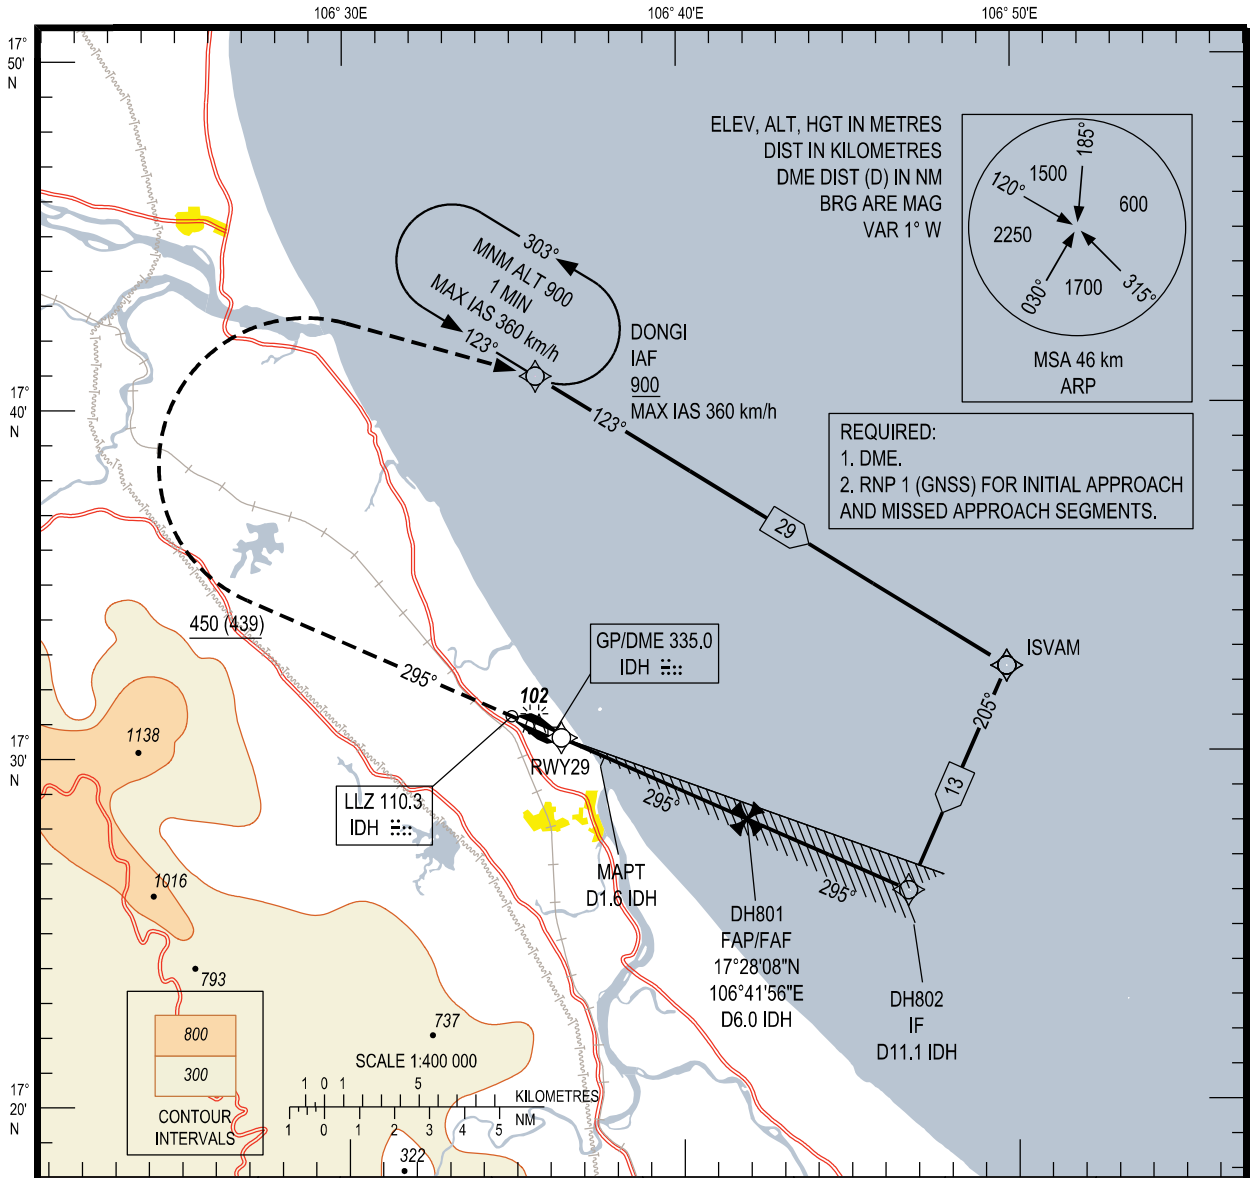 106° 30'E
106° 40'E
106° 50'E
17°
50'
N
ELEV, ALT, HGT IN METRES
DIST IN KILOMETRES
DME DIST (D) IN NM
BRG ARE MAG
VAR 1° W
185°
120°
1500
600
2250
1700
030°
315°
MSA 46 km
ARP
303°
MNM ALT 900
1 MIN
MAX IAS 360 km/h
123°
DONGI
IAF
900
MAX IAS 360 km/h
123°
17°
40'
N
REQUIRED:
1. DME.
2. RNP 1 (GNSS) FOR INITIAL APPROACH
AND MISSED APPROACH SEGMENTS.
29
450 (439)
GP/DME 335.0
IDH
ISVAM
295°
205°
102
1138
17°
30'
N
RWY29
13
LLZ 110.3
IDH
295°
MAPT
D1.6 IDH
295°
1016
DH801
FAP/FAF
17°28'08"N
106°41'56"E
D6.0 IDH
793
DH802
IF
D11.1 IDH
800
300
CONTOUR
INTERVALS
737
SCALE 1:400 000
1 0 1 5
KILOMETRES
NM
1 0 1 2 3 4 5
17°
20'
N
322